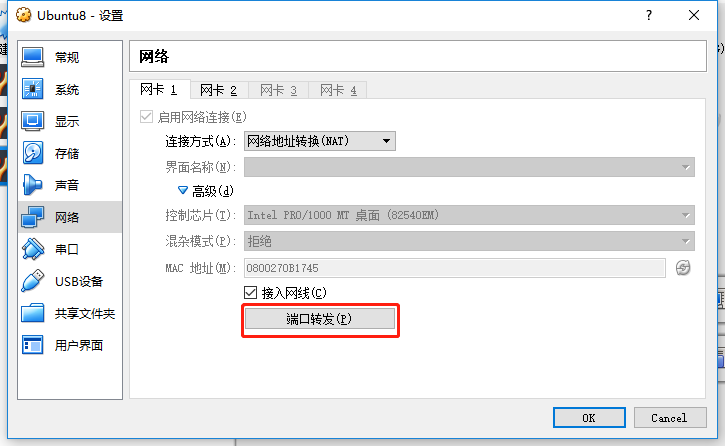 Ubuntu8 - 设置
?
常规
系统
显示
存储
声音
网络
串口
USB设备
共享文件夹
用户界面
网络
网卡 1 网卡 2 网卡 3 网卡 4
启用网络连接(E)
连接方式(A): 网络地址转换(NAT)
界面名称(N):
高级(d)
控制芯片(T): Intel PRO/1000 MT 桌面 (82540EM)
混杂模式(P): 拒绝
MAC 地址(M): 0800270B1745
接入网线(C)
端口转发(P)
OK Cancel